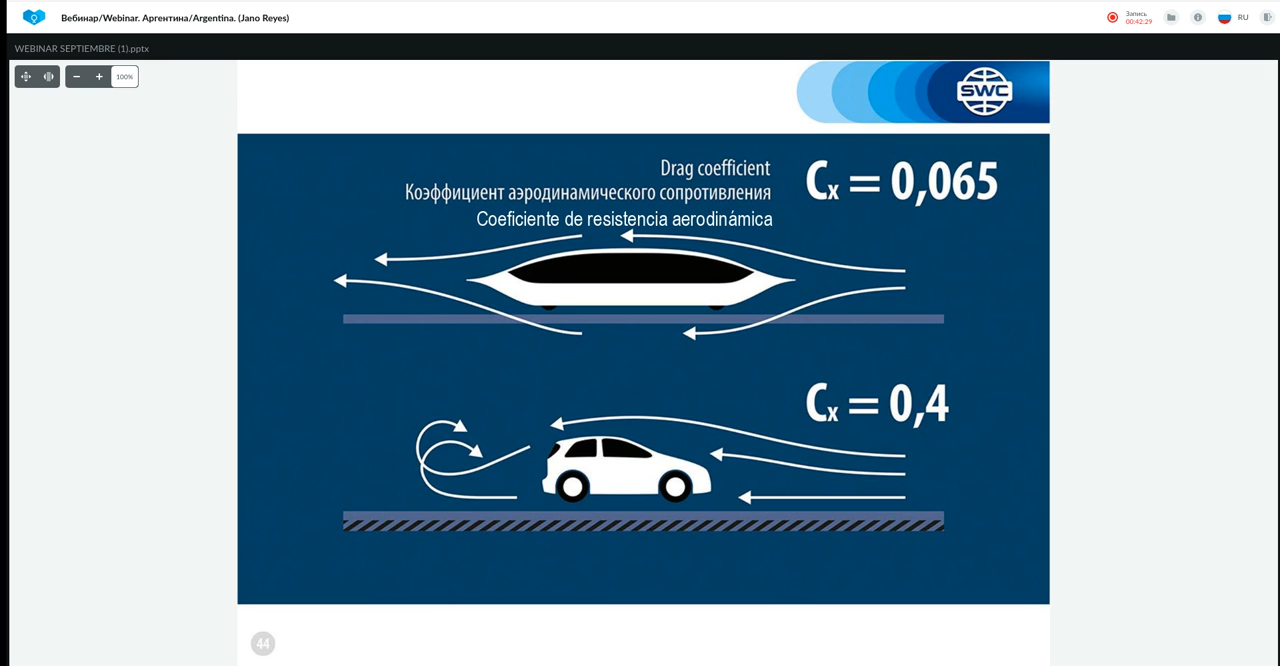 Вебинар/Webinar. Аргентина/Argentina. (Jano Reyes)
Запись
00:42:29
RU
WEBINAR SEPTIEMBRE (1).pptx
100%
SWC
Drag coefficient
Коэффициент аэродинамического сопротивления
Coeficiente de resistencia aerodinámica
Cx = 0,065
Cx = 0,4
44